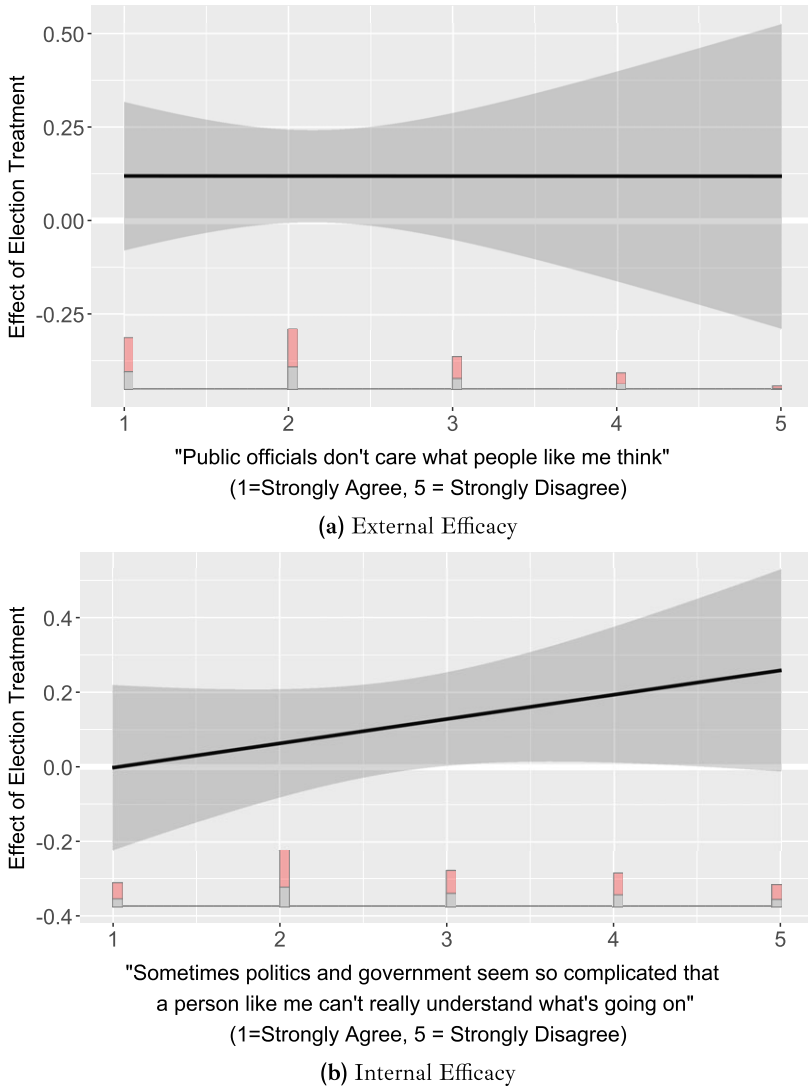 Effect of Election Treatment
0.50
0.25
0.00
-0.25
1 2 3 4 5
"Public officials don't care what people like me think"
(1=Strongly Agree, 5 = Strongly Disagree)
(a) External Efficacy
Effect of Election Treatment
0.4
0.2
0.0
-0.2
-0.4
1 2 3 4 5
"Sometimes politics and government seem so complicated that
a person like me can't really understand what's going on"
(1=Strongly Agree, 5 = Strongly Disagree)
(b) Internal Efficacy